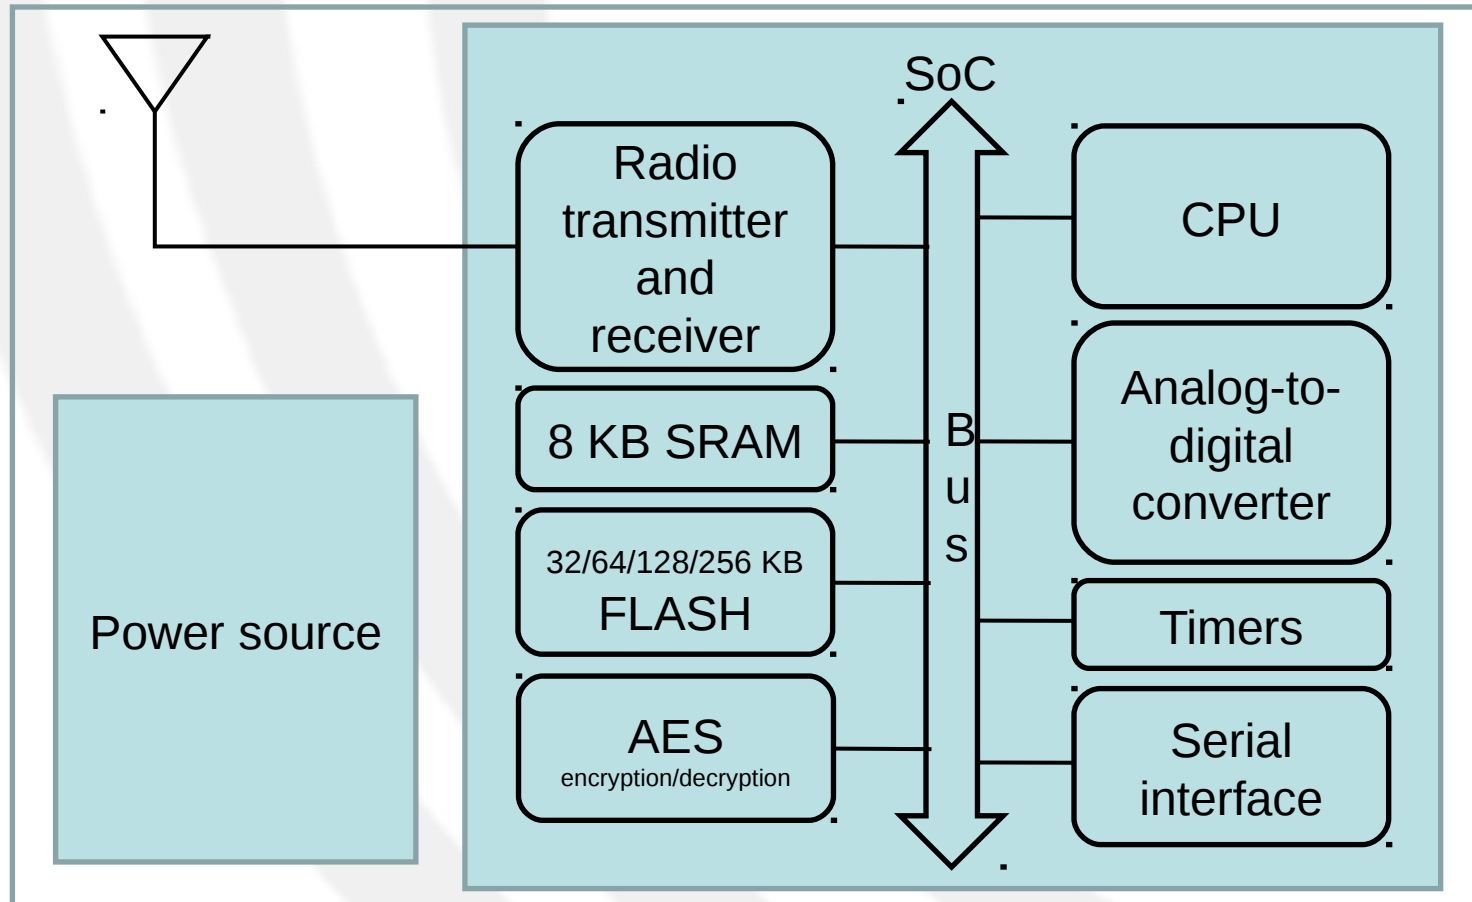 SoC
Radio
transmitter
and
receiver
8 KB SRAM
32/64/128/256 KB
FLASH
AES
encryption/decryption
B
u
s
CPU
Analog-to-
digital
converter
Timers
Serial
interface
Power source